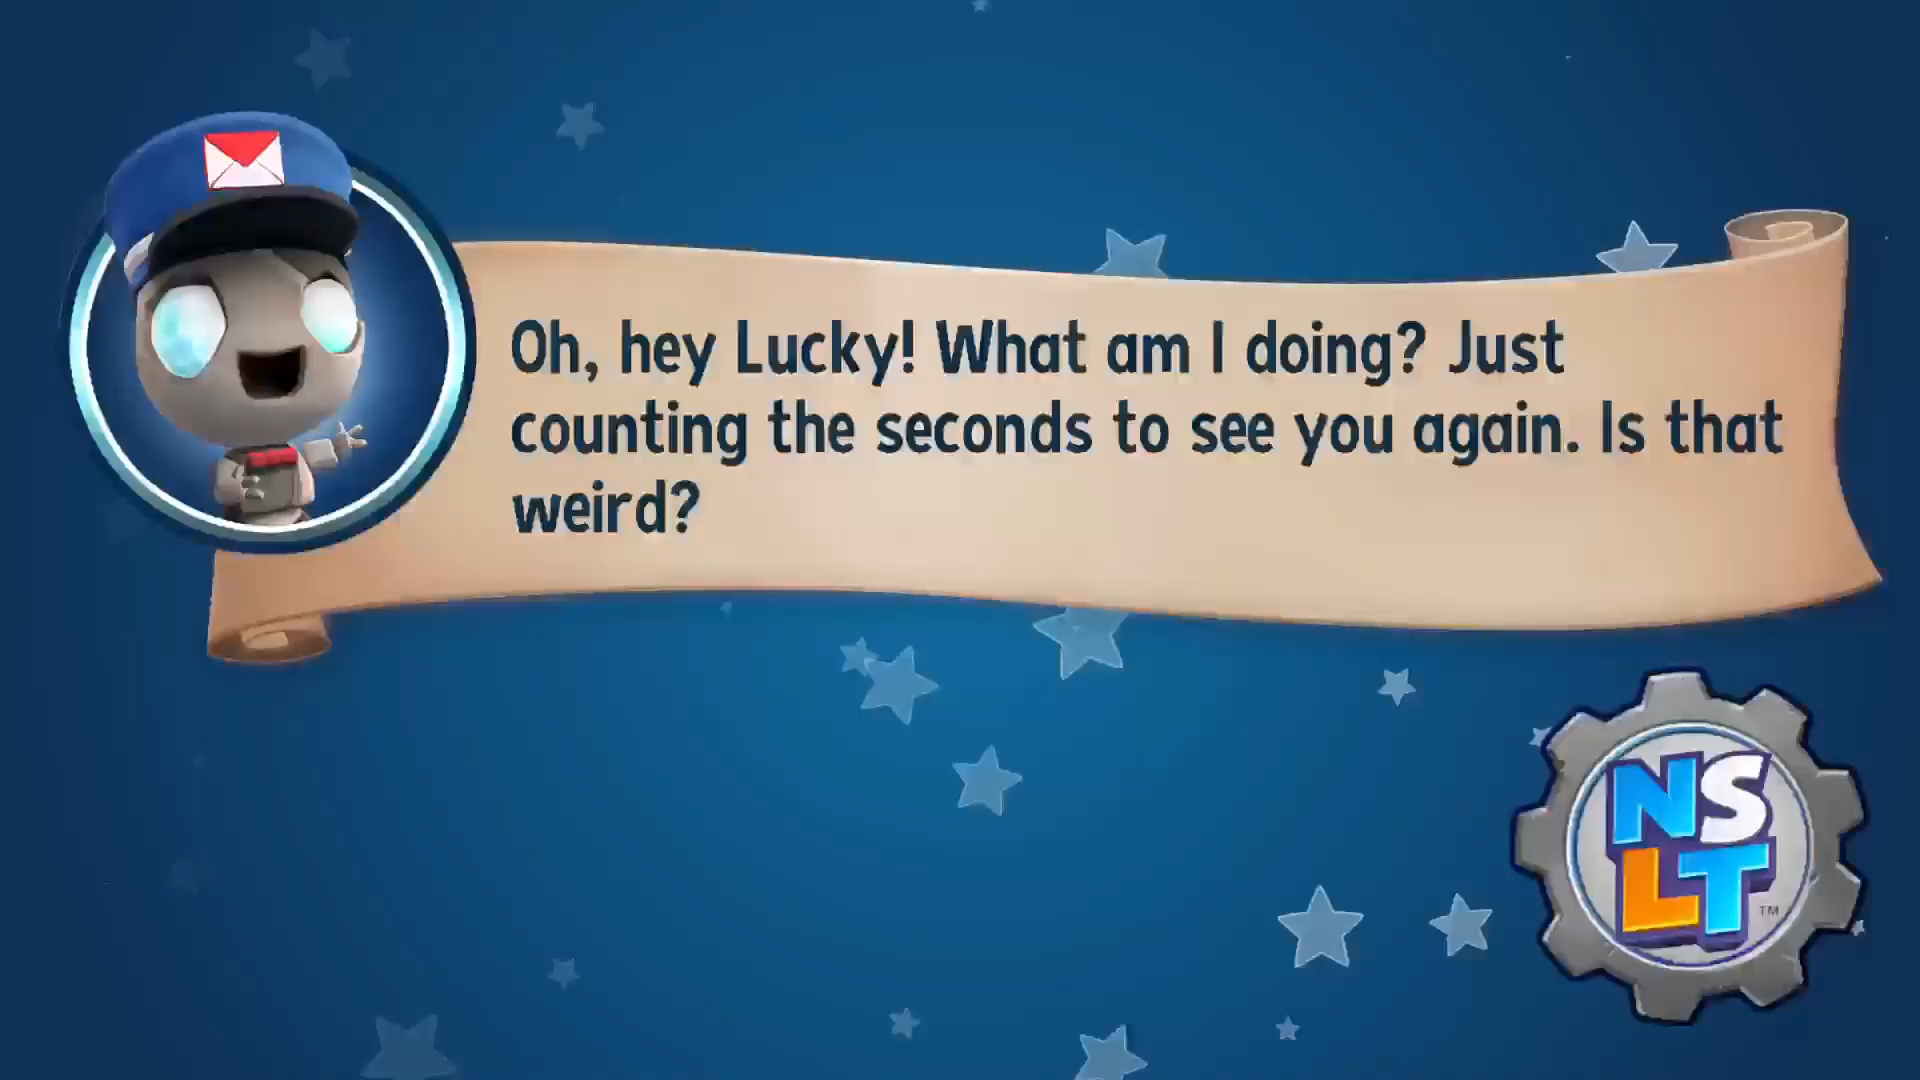 Oh, hey Lucky! What am I doing? Just
counting the seconds to see you again. Is that
weird?
NS
LT
TM